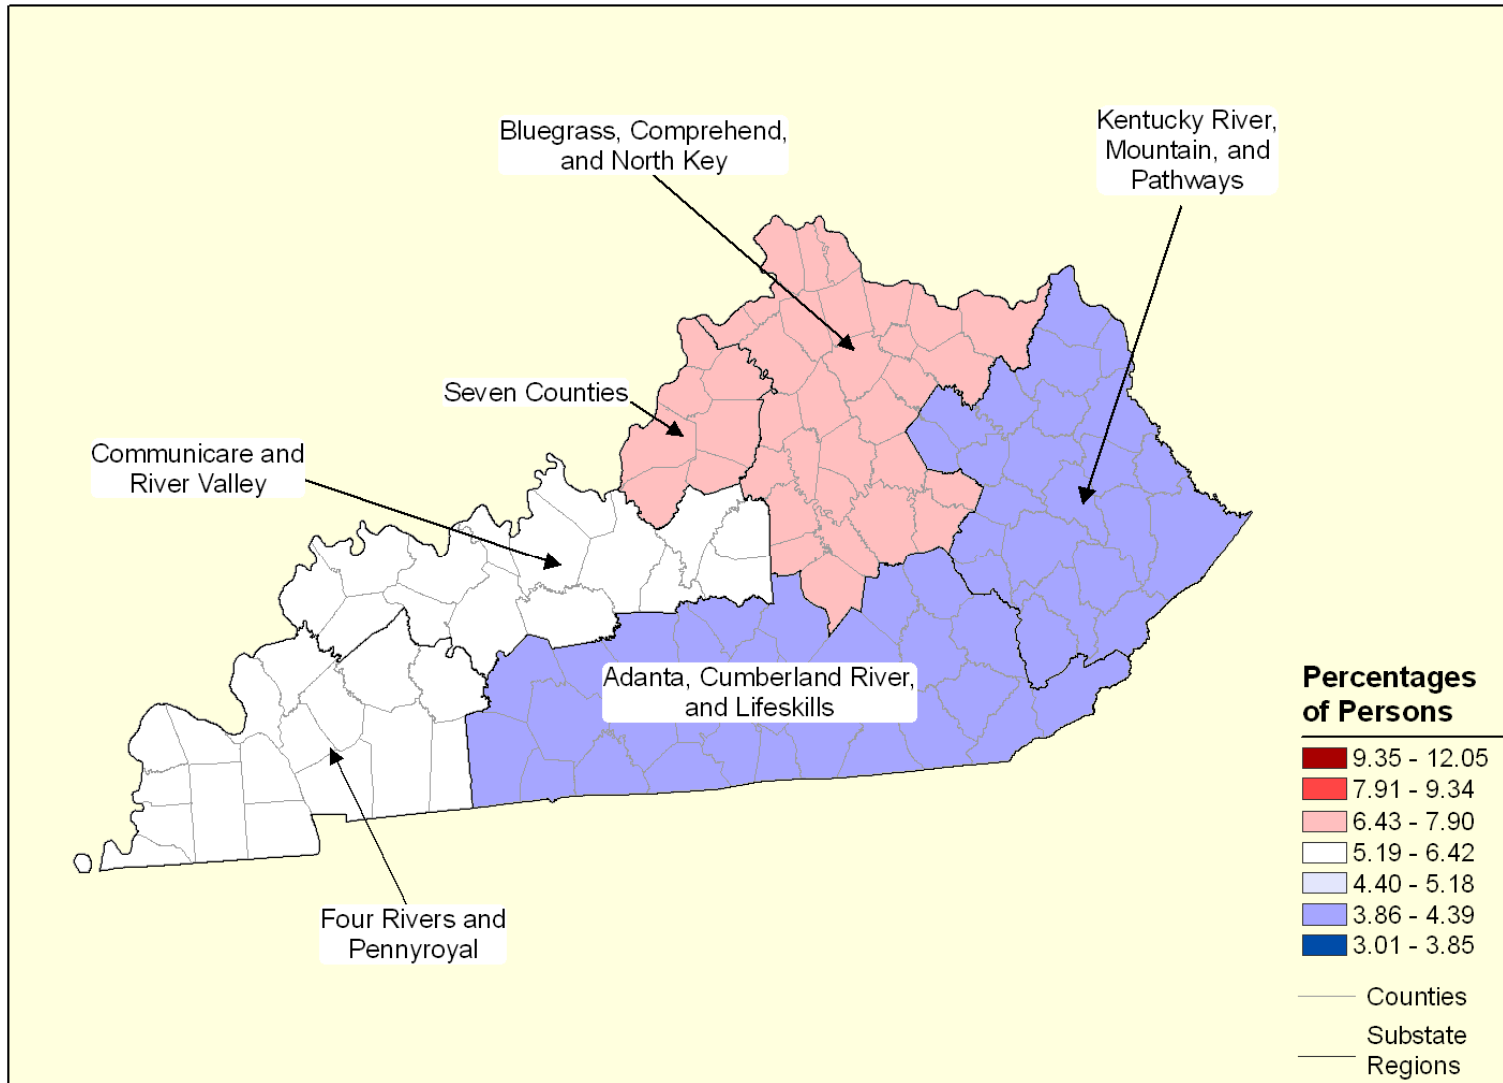 Bluegrass, Comprehend,
and North Key
Kentucky River,
Mountain, and
Pathways
Seven Counties
Communicare and
River Valley
Adanta, Cumberland River,
and Lifeskills
Four Rivers and
Pennyroyal
Percentages
of Persons
9.35 - 12.05
7.91 - 9.34
6.43 - 7.90
5.19 - 6.42
4.40 - 5.18
3.86 - 4.39
3.01 - 3.85
Counties
Substate
Regions